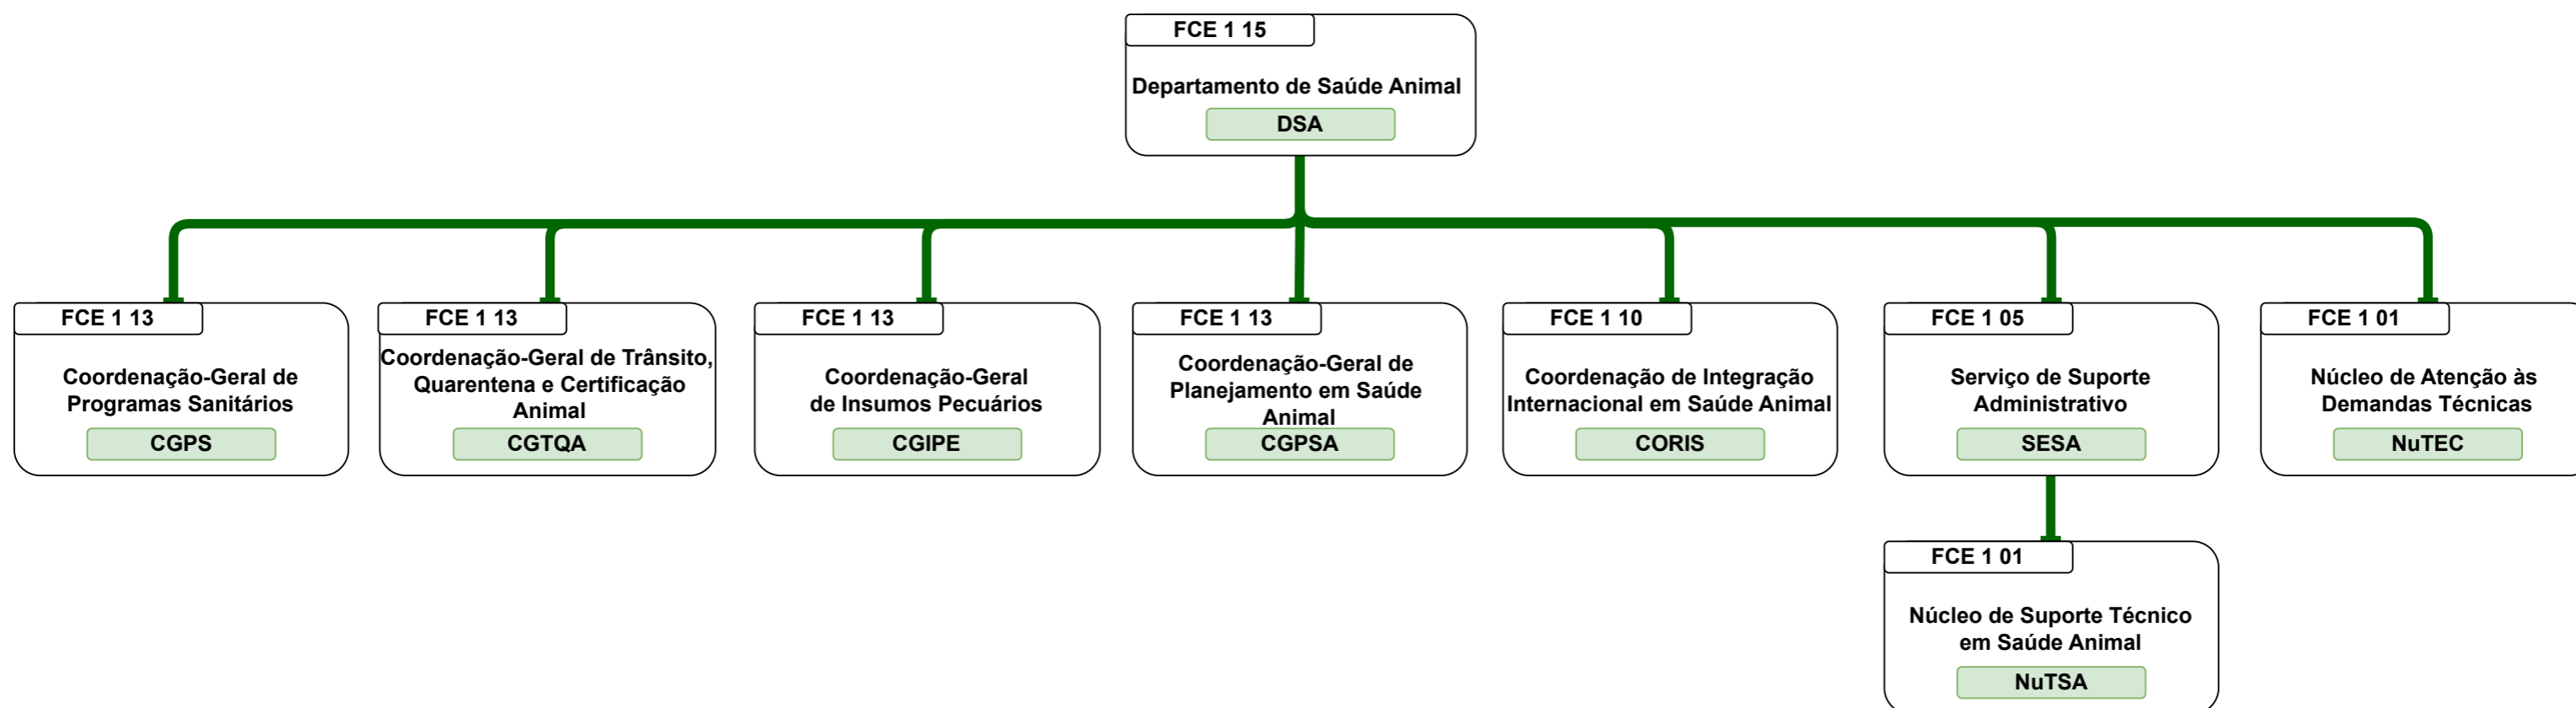 FCE 1 15
Departamento de Saúde Animal
DSA
FCE 1 13
Coordenação-Geral de
Programas Sanitários
CGPS
FCE 1 13
Coordenação-Geral de Trânsito,
Quarentena e Certificação
Animal
CGTQA
FCE 1 13
Coordenação-Geral
de Insumos Pecuários
CGIPE
FCE 1 13
Coordenação-Geral de
Planejamento em Saúde
Animal
CGPSA
FCE 1 10
Coordenação de Integração
Internacional em Saúde Animal
CORIS
FCE 1 05
Serviço de Suporte
Administrativo
SESA
FCE 1 01
Núcleo de Atenção às
Demandas Técnicas
NuTEC
FCE 1 01
Núcleo de Suporte Técnico
em Saúde Animal
NuTSA